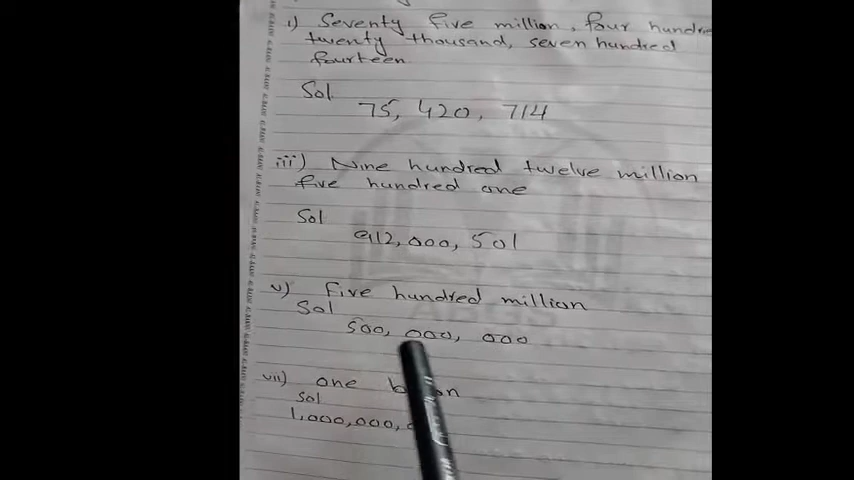 i) Seventy five million, four hundre
twenty thousand, seven hundred
fourteen
Sol
75, 420, 714
iii) Nine hundred twelve million
five hundred one
Sol
912,000, 501
v) five hundred million
Sol
500, 000, 000
vii) one
Sol
1,000,000,